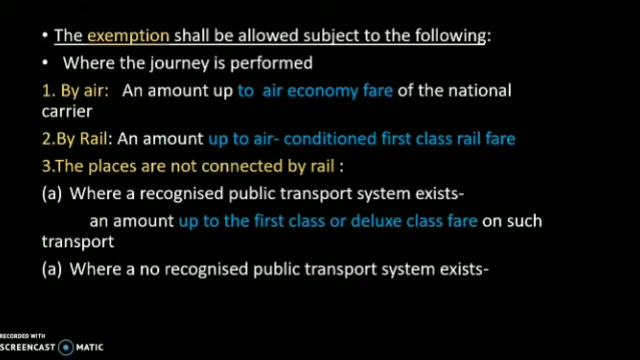 • The exemption shall be allowed subject to the following:
• Where the journey is performed
1. By air: An amount up to air economy fare of the national
carrier
2.By Rail: An amount up to air- conditioned first class rail fare
3.The places are not connected by rail :
(a) Where a recognised public transport system exists-
an amount up to the first class or deluxe class fare on such
transport
(a) Where a no recognised public transport system exists-
RECORDED WITH
SCREENCAST MATIC